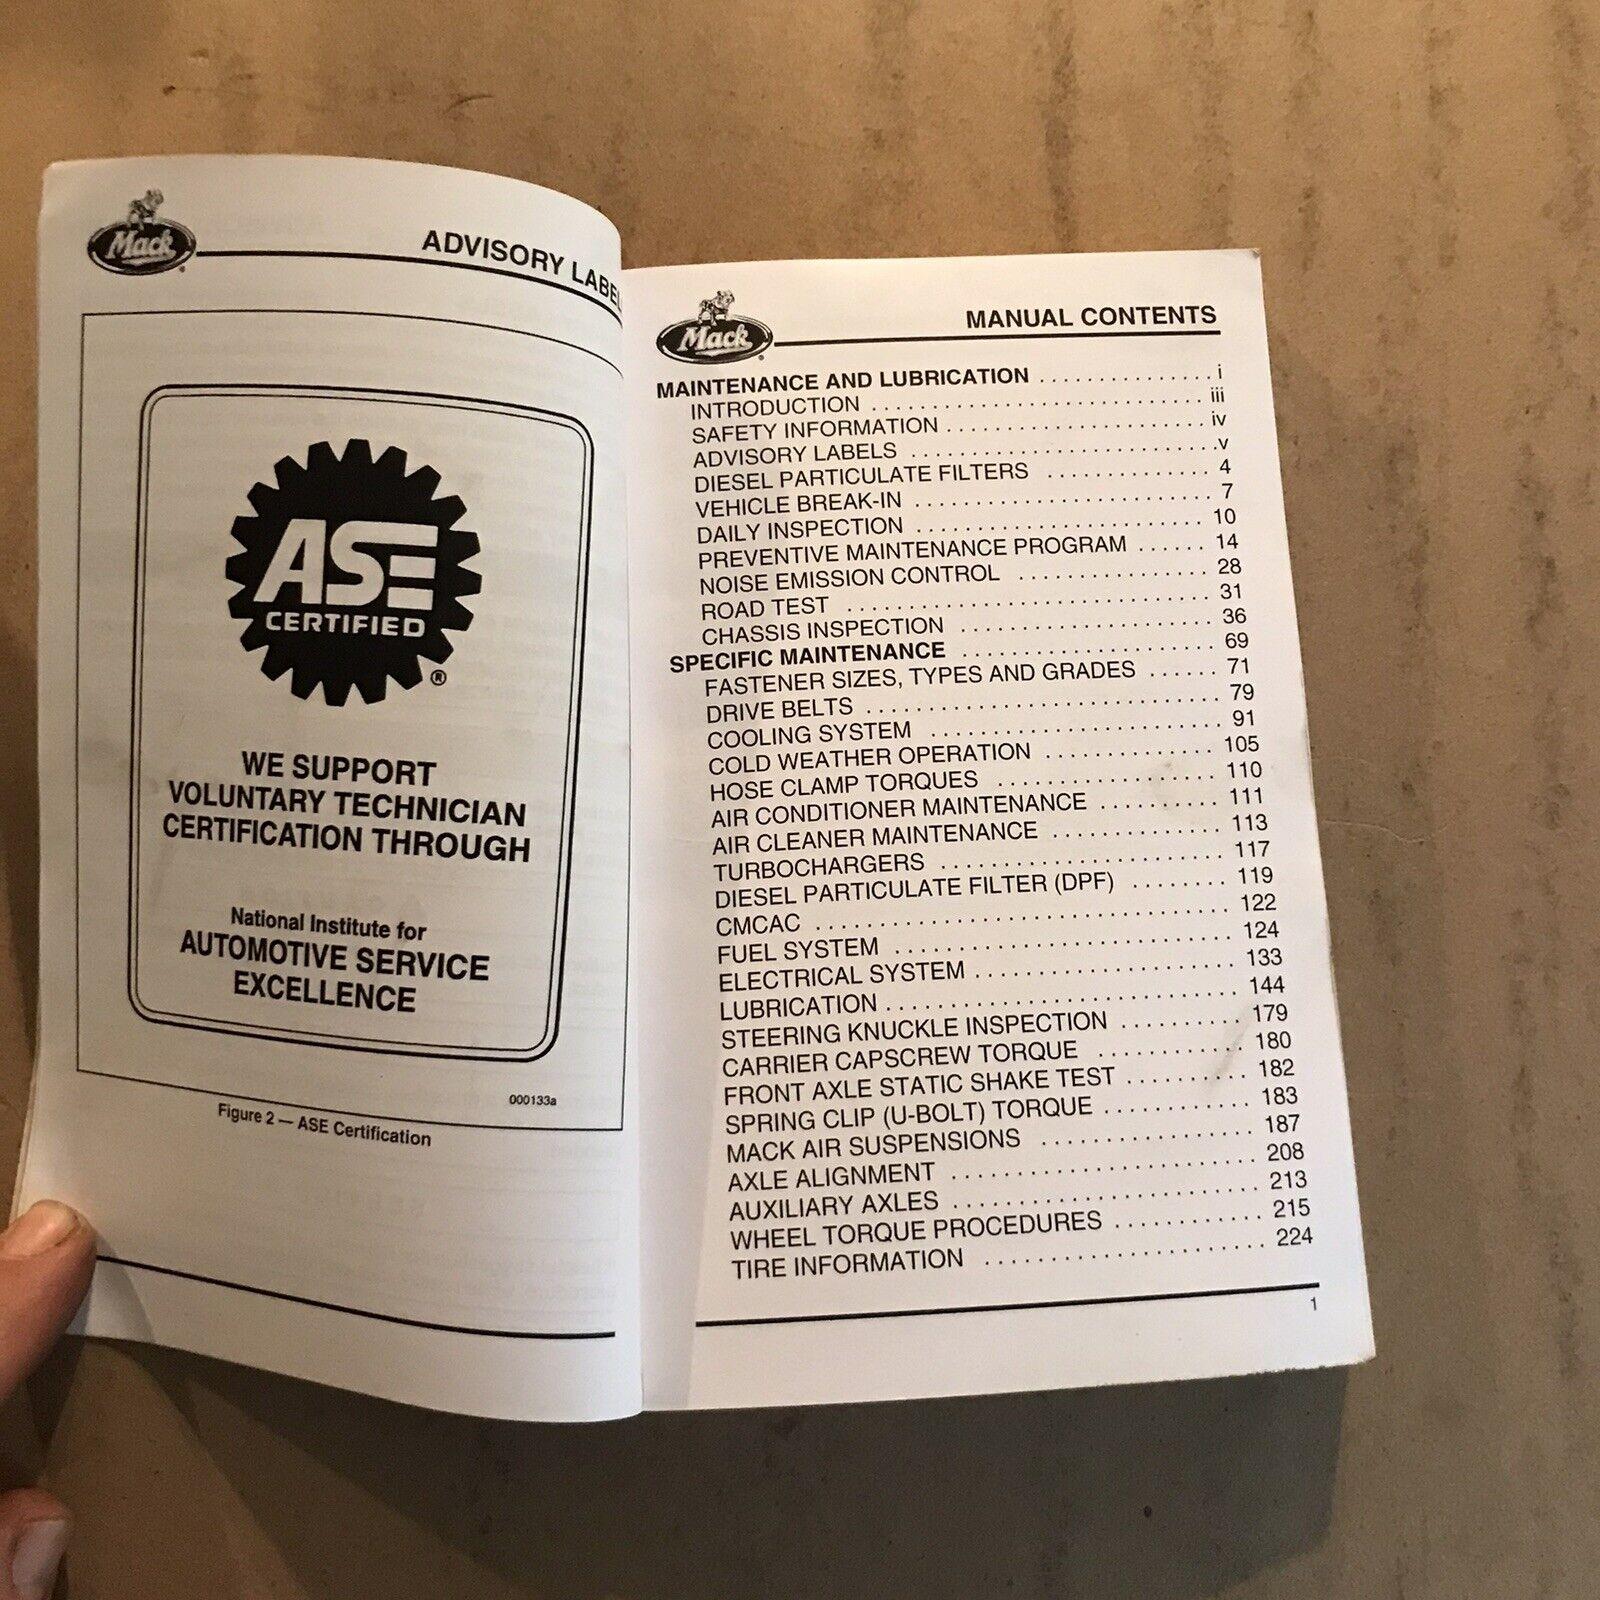 Mack
ADVISORY LABEL
ASE
CERTIFIED
®
WE SUPPORT
VOLUNTARY TECHNICIAN
CERTIFICATION THROUGH
National Institute for
AUTOMOTIVE SERVICE
EXCELLENCE
000133a
Figure 2 — ASE Certification
Mack
MANUAL CONTENTS
MAINTENANCE AND LUBRICATION . . . . . . . . . . . . . . . i
INTRODUCTION . . . . . . . . . . . . . . . . . . . . . . . . . . . iii
SAFETY INFORMATION . . . . . . . . . . . . . . . . . . . . . . iv
ADVISORY LABELS . . . . . . . . . . . . . . . . . . . . . . . . . .v
DIESEL PARTICULATE FILTERS . . . . . . . . . . . . . . 4
VEHICLE BREAK-IN . . . . . . . . . . . . . . . . . . . . . . . . . 7
DAILY INSPECTION . . . . . . . . . . . . . . . . . . . . . . . . 10
PREVENTIVE MAINTENANCE PROGRAM . . . . . . 14
NOISE EMISSION CONTROL . . . . . . . . . . . . . . . . 28
ROAD TEST . . . . . . . . . . . . . . . . . . . . . . . . . . . . . . 31
CHASSIS INSPECTION . . . . . . . . . . . . . . . . . . . . . 36
SPECIFIC MAINTENANCE . . . . . . . . . . . . . . . . . . . . . 69
FASTENER SIZES, TYPES AND GRADES . . . . . . 71
DRIVE BELTS . . . . . . . . . . . . . . . . . . . . . . . . . . . . . 79
COOLING SYSTEM . . . . . . . . . . . . . . . . . . . . . . . . 91
COLD WEATHER OPERATION . . . . . . . . . . . . . . 105
HOSE CLAMP TORQUES . . . . . . . . . . . . . . . . . . 110
AIR CONDITIONER MAINTENANCE . . . . . . . . . . 111
AIR CLEANER MAINTENANCE . . . . . . . . . . . . . . 113
TURBOCHARGERS . . . . . . . . . . . . . . . . . . . . . . . 117
DIESEL PARTICULATE FILTER (DPF) . . . . . . . . 119
CMCAC . . . . . . . . . . . . . . . . . . . . . . . . . . . . . . . . . 122
FUEL SYSTEM . . . . . . . . . . . . . . . . . . . . . . . . . . . 124
ELECTRICAL SYSTEM . . . . . . . . . . . . . . . . . . . . . 133
LUBRICATION . . . . . . . . . . . . . . . . . . . . . . . . . . . . 144
STEERING KNUCKLE INSPECTION . . . . . . . . . . 179
CARRIER CAPSCREW TORQUE . . . . . . . . . . . . 180
FRONT AXLE STATIC SHAKE TEST . . . . . . . . . . 182
SPRING CLIP (U-BOLT) TORQUE . . . . . . . . . . . . 183
MACK AIR SUSPENSIONS . . . . . . . . . . . . . . . . . 187
AXLE ALIGNMENT . . . . . . . . . . . . . . . . . . . . . . . . 208
AUXILIARY AXLES . . . . . . . . . . . . . . . . . . . . . . . . 213
WHEEL TORQUE PROCEDURES . . . . . . . . . . . . 215
TIRE INFORMATION . . . . . . . . . . . . . . . . . . . . . . 224
1